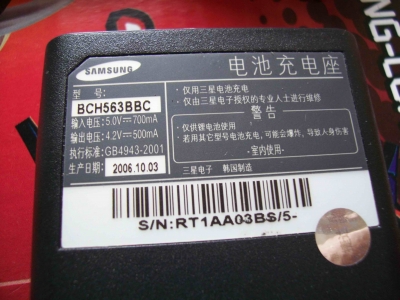 SAMSUNG
电池充电座
型 号:
BCH563BBC
输入电压:5.0V⎓700mA
输出电压:4.2V⎓500mA
执行标准:GB4943-2001
生产日期: 2006.10.03
·仅用三星电池充电
·仅由三星电子授权的专业人士进行维修
警告
·仅供锂电池使用
·若用其它型号电池充电,可能会爆炸,导致人身伤害
-室内使用-
三星电子 韩国制造
S/N:RT1AA03BS/5-